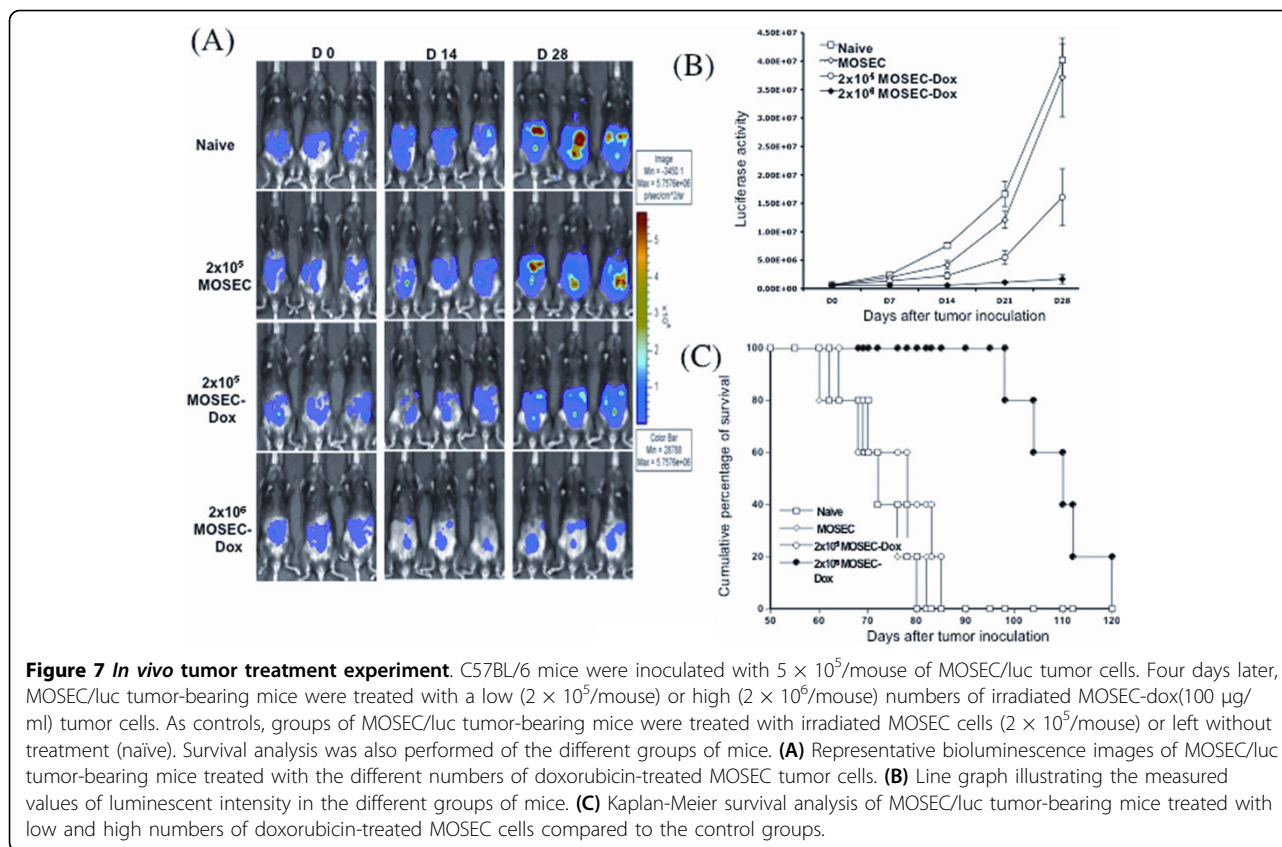 (A)
D 0 D 14 D 28
Naive
2x10⁵
MOSEC
2x10⁵
MOSEC-
Dox
2x10⁶
MOSEC-
Dox
Image
Min = -3450.1
Max = 5.7576e+06
p/sec/cm^2/sr
5
4
3
2
1
Color Bar
Min = 28788
Max = 5.7576e+06
(B)
Luciferase activity
4.50E+07
4.00E+07
3.50E+07
3.00E+07
2.50E+07
2.00E+07
1.50E+07
1.00E+07
5.00E+06
0.00E+00
Naive
MOSEC
2x10⁵ MOSEC-Dox
MOSEC-Dox
D0 D7 D14 D21 D28
Days after tumor inoculation
(C)
Cumulative percentage of survival
100
80
60
40
20
0
Naive
MOSEC
MOSEC-Dox
MOSEC-
Dox
50 60 70 80 90 100 110 120
Days after tumor inoculation
Figure 7 In vivo tumor treatment experiment. C57BL/6 mice were inoculated with 5 × 10⁵/mouse of MOSEC/luc tumor cells. Four days later,
MOSEC/luc tumor-bearing mice were treated with a low (2 × 10⁵/mouse) or high (2 × 10⁶/mouse) numbers of irradiated MOSEC-dox(100 μg/
ml) tumor cells. As controls, groups of MOSEC/luc tumor-bearing mice were treated with irradiated MOSEC cells (2 × 10⁵/mouse) or left without
treatment (naïve). Survival analysis was also performed of the different groups of mice. (A) Representative bioluminescence images of MOSEC/luc
tumor-bearing mice treated with the different numbers of doxorubicin-treated MOSEC tumor cells. (B) Line graph illustrating the measured
values of luminescent intensity in the different groups of mice. (C) Kaplan-Meier survival analysis of MOSEC/luc tumor-bearing mice treated with
low and high numbers of doxorubicin-treated MOSEC cells compared to the control groups.